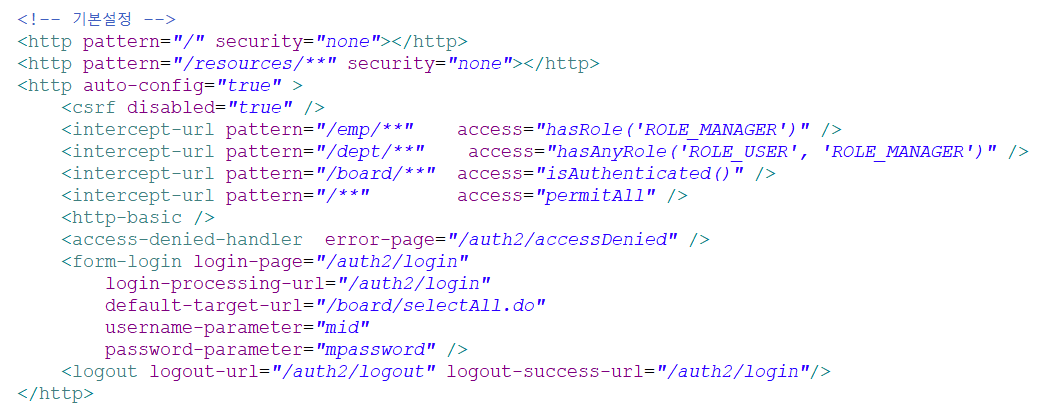 <!-- 기본설정 -->
<http pattern="/" security="none"></http>
<http pattern="/resources/**" security="none"></http>
<http auto-config="true" >
    <csrf disabled="true" />
    <intercept-url pattern="/emp/**"    access="hasRole('ROLE_MANAGER')" />
    <intercept-url pattern="/dept/**"    access="hasAnyRole('ROLE_USER', 'ROLE_MANAGER')" />
    <intercept-url pattern="/board/**"  access="isAuthenticated()" />
    <intercept-url pattern="/**"        access="permitAll" />
    <http-basic />
    <access-denied-handler  error-page="/auth2/accessDenied" />
    <form-login login-page="/auth2/login"
        login-processing-url="/auth2/login"
        default-target-url="/board/selectAll.do"
        username-parameter="mid"
        password-parameter="mpassword" />
    <logout logout-url="/auth2/logout" logout-success-url="/auth2/login"/>
</http>